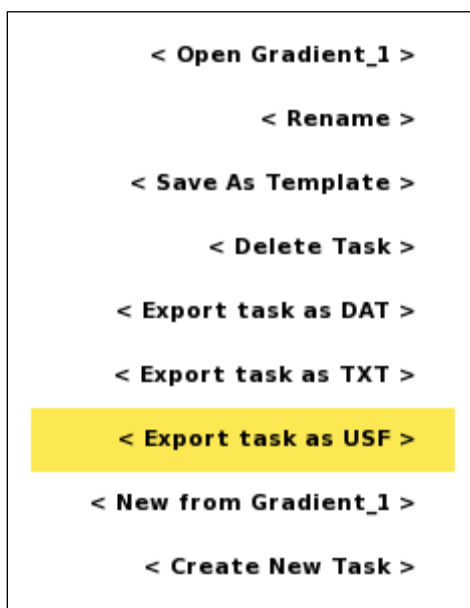 < Open Gradient_1 >
< Rename >
< Save As Template >
< Delete Task >
< Export task as DAT >
< Export task as TXT >
< Export task as USF >
< New from Gradient_1 >
< Create New Task >